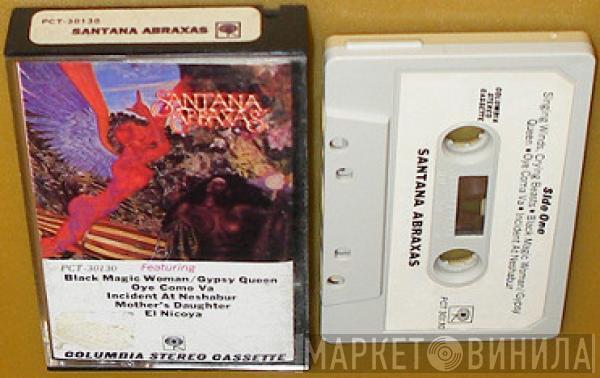 PCT-30130
SANTANA ABRAXAS
SANTANA
ABRAXAS
PCT-30130 Featuring
Black Magic Woman/Gypsy Queen
Oye Como Va
Incident At Neshabur
Mother's Daughter
El Nicoya
COLUMBIA STEREO CASSETTE
COLUMBIA
STEREO
CASSETTE
SANTANA ABRAXAS
Side One
Singing Winds, Crying Beasts • Black Magic Woman/Gypsy
Queen • Oye Como Va • Incident At Neshabur
PCT 30130
МАРКЕТ ВИНИЛА